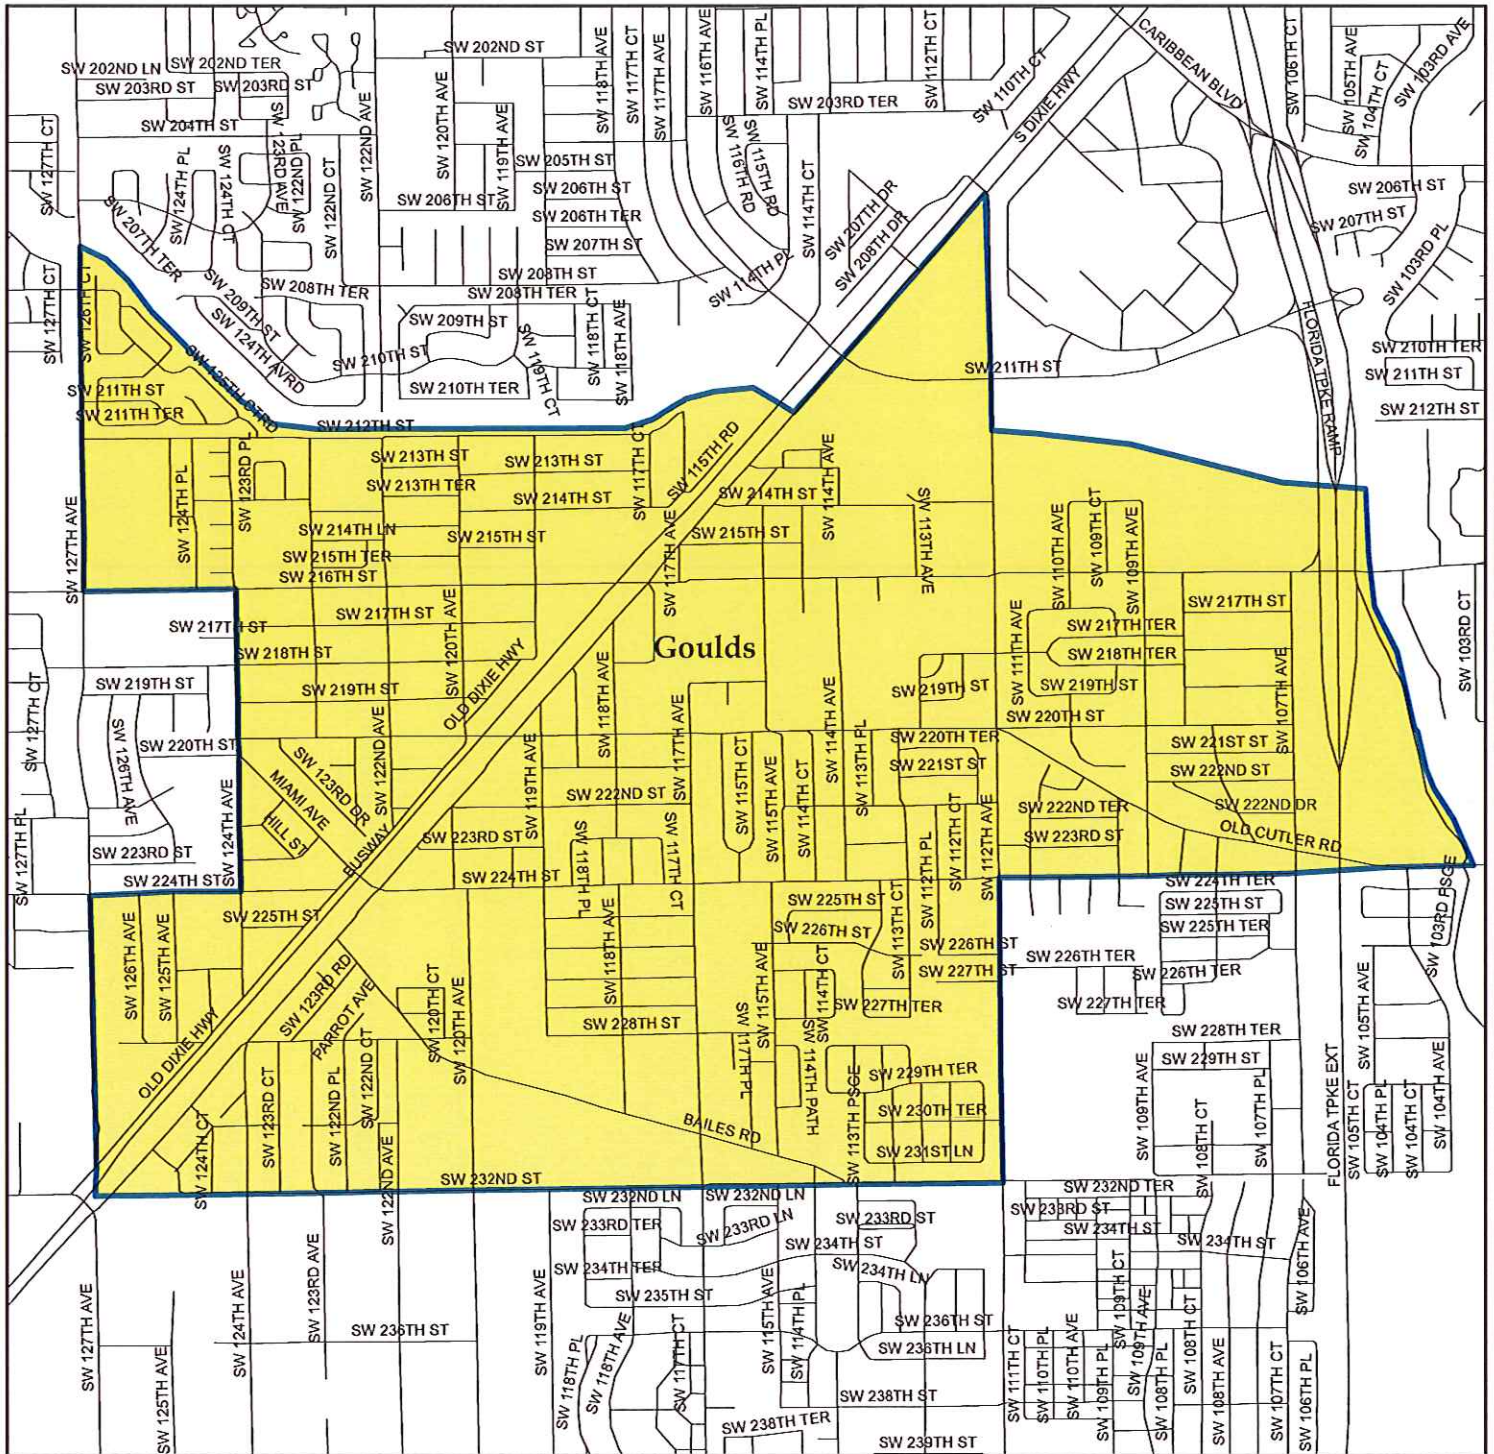 SW 202ND ST
SW 202ND LN
SW 202ND TER
SW 203RD ST
SW 203RD ST
SW 204TH ST
SW 127TH CT
SW 124TH PL
SW 124TH CT
SW 123RD AVE
SW 122ND PL
SW 122ND CT
SW 122ND AVE
SW 120TH AVE
SW 119TH AVE
SW 118TH AVE
SW 117TH CT
SW 117TH AVE
SW 116TH AVE
SW 114TH PL
SW 203RD TER
SW 112TH CT
SW 110TH CT
S DIXIE HWY
CARIBBEAN BLVD
SW 106TH CT
SW 105TH AVE
SW 104TH CT
SW 103RD AVE
SW 205TH ST
SW 206TH ST
SW 206TH ST
SW 206TH TER
SW 207TH ST
SW 116TH RD
SW 115TH RD
SW 114TH CT
SW 207TH DR
SW 208TH DR
SW 206TH ST
SW 207TH ST
SW 103RD PL
SW 207TH TER
SW 209TH ST
SW 208TH TER
SW 208TH ST
SW 208TH TER
SW 114TH PL
SW 127TH CT
SW 126TH CT
SW 124TH AVRD
SW 125TH CTRD
SW 209TH ST
SW 210TH ST
SW 210TH TER
SW 119TH CT
SW 118TH CT
SW 118TH AVE
SW 211TH ST
FLORIDA TPKE RAMP
SW 210TH TER
SW 211TH ST
SW 212TH ST
SW 211TH ST
SW 211TH TER
SW 212TH ST
SW 213TH ST
SW 213TH ST
SW 213TH TER
SW 214TH ST
SW 117TH CT
SW 115TH RD
SW 214TH ST
SW 114TH AVE
SW 127TH AVE
SW 124TH PL
SW 123RD PL
SW 214TH LN
SW 215TH TER
SW 216TH ST
SW 215TH ST
SW 117TH AVE
SW 215TH ST
SW 113TH AVE
SW 110TH AVE
SW 109TH CT
SW 109TH AVE
SW 217TH ST
SW 217TH ST
SW 218TH ST
SW 120TH AVE
Goulds
SW 217TH ST
SW 217TH TER
SW 218TH TER
SW 219TH ST
SW 111TH AVE
SW 103RD CT
SW 127TH CT
SW 219TH ST
SW 219TH ST
OLD DIXIE HWY
SW 118TH AVE
SW 117TH AVE
SW 114TH AVE
SW 219TH ST
SW 220TH ST
SW 107TH AVE
SW 126TH AVE
SW 220TH ST
SW 123RD DR
SW 122ND AVE
SW 119TH AVE
SW 115TH CT
SW 115TH AVE
SW 114TH CT
SW 113TH PL
SW 220TH TER
SW 221ST ST
SW 221ST ST
SW 222ND ST
MIAMI AVE
HILL ST
SW 124TH AVE
SW 222ND ST
SW 222ND TER
SW 222ND DR
SW 127TH PL
SW 223RD ST
SW 224TH ST
BUSWAY
SW 223RD ST
SW 224TH ST
SW 118TH PL
SW 117TH CT
SW 112TH PL
SW 112TH CT
SW 112TH AVE
SW 223RD ST
OLD CUTLER RD
SW 224TH TER
SW 225TH ST
SW 225TH ST
SW 226TH ST
SW 113TH CT
SW 226TH ST
SW 227TH ST
SW 225TH ST
SW 225TH TER
SW 226TH TER
SW 226TH TER
SW 227TH TER
103RD PSGE
SW 126TH AVE
SW 125TH AVE
SW 123RD RD
SW 118TH AVE
SW 115TH AVE
SW 114TH CT
SW 227TH TER
SW 105TH AVE
OLD DIXIE HWY
PARROT AVE
SW 120TH CT
SW 120TH AVE
SW 228TH ST
SW 117TH PL
SW 114TH PATH
SW 228TH TER
SW 229TH ST
SW 229TH TER
SW 230TH TER
SW 231ST LN
SW 113TH PSGE
SW 124TH CT
SW 123RD CT
SW 122ND PL
SW 122ND CT
SW 122ND AVE
BAILES RD
SW 109TH AVE
SW 108TH CT
SW 107TH PL
FLORIDA TPKE EXT
SW 105TH CT
SW 104TH PL
SW 104TH CT
SW 104TH AVE
SW 232ND ST
SW 232ND LN
SW 232ND LN
SW 232ND TER
SW 233RD TER
SW 233RD LN
SW 233RD ST
SW 233RD ST
SW 234TH ST
SW 234TH ST
SW 234TH ST
SW 234TH TER
SW 234TH LN
SW 235TH ST
SW 106TH AVE
SW 127TH AVE
SW 125TH AVE
SW 124TH AVE
SW 123RD AVE
SW 236TH ST
SW 119TH AVE
SW 118TH PL
SW 118TH AVE
SW 117TH CT
SW 115TH AVE
SW 114TH PL
SW 236TH ST
SW 236TH LN
SW 109TH CT
SW 109TH AVE
SW 108TH CT
SW 238TH ST
SW 238TH TER
SW 239TH ST
SW 111TH CT
SW 110TH PL
SW 110TH AVE
SW 109TH PL
SW 108TH PL
SW 108TH AVE
SW 107TH CT
SW 106TH PL